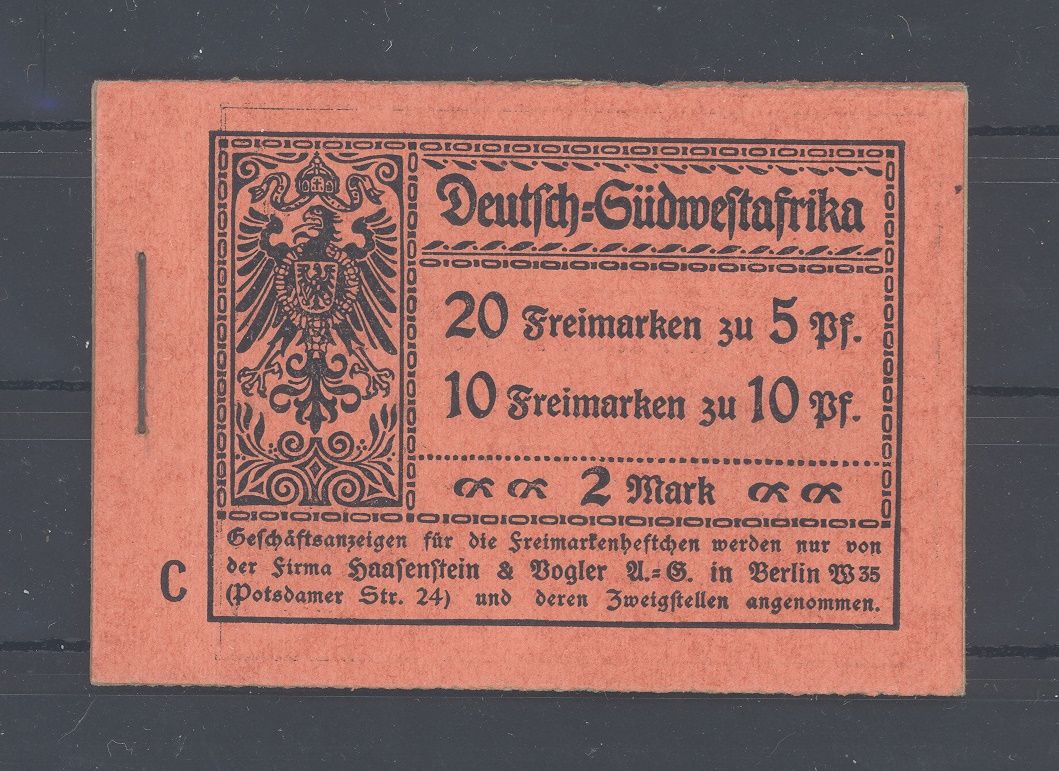 Deutsch=Südwestafrika
20 Freimarken zu 5 Pf.
10 Freimarken zu 10 Pf.
2 Mark
Geschäftsanzeigen für die Freimarkenheftchen werden nur von
der Firma Haasenstein & Vogler A.=G. in Berlin W 35
(Potsdamer Str. 24) und deren Zweigstellen angenommen.
C